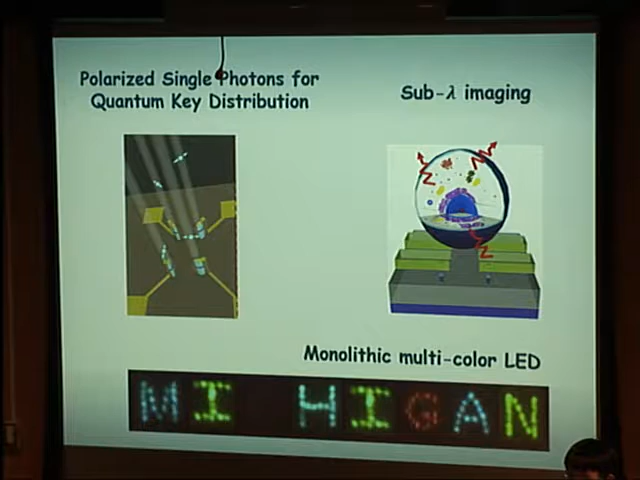 Polarized Single Photons for
Quantum Key Distribution
Sub-λ imaging
Monolithic multi-color LED
MI HIGAN